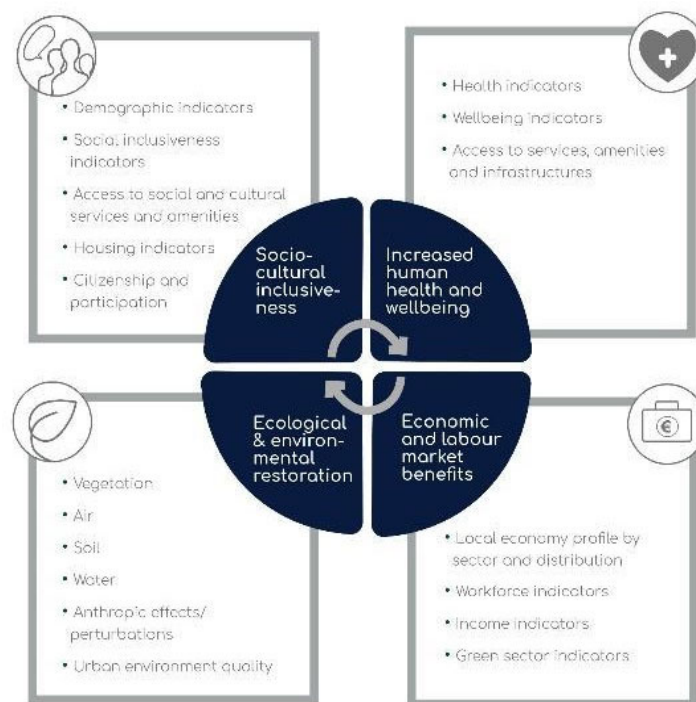 • Demographic indicators
• Social inclusiveness
indicators
• Access to social and cultural
services and amenities
• Housing indicators
• Citizenship and
participation
• Health indicators
• Wellbeing indicators
• Access to services, amenities
and infrastructures
Socio-
cultural
inclusive-
ness
Increased
human
health and
wellbeing
Ecological
& environ-
mental
restoration
Economic
and labour
market
benefits
• Vegetation
• Air
• Soil
• Water
• Anthropic effects/
perturbations
• Urban environment quality
€
• Local economy profile by
sector and distribution
• Workforce indicators
• Income indicators
• Green sector indicators